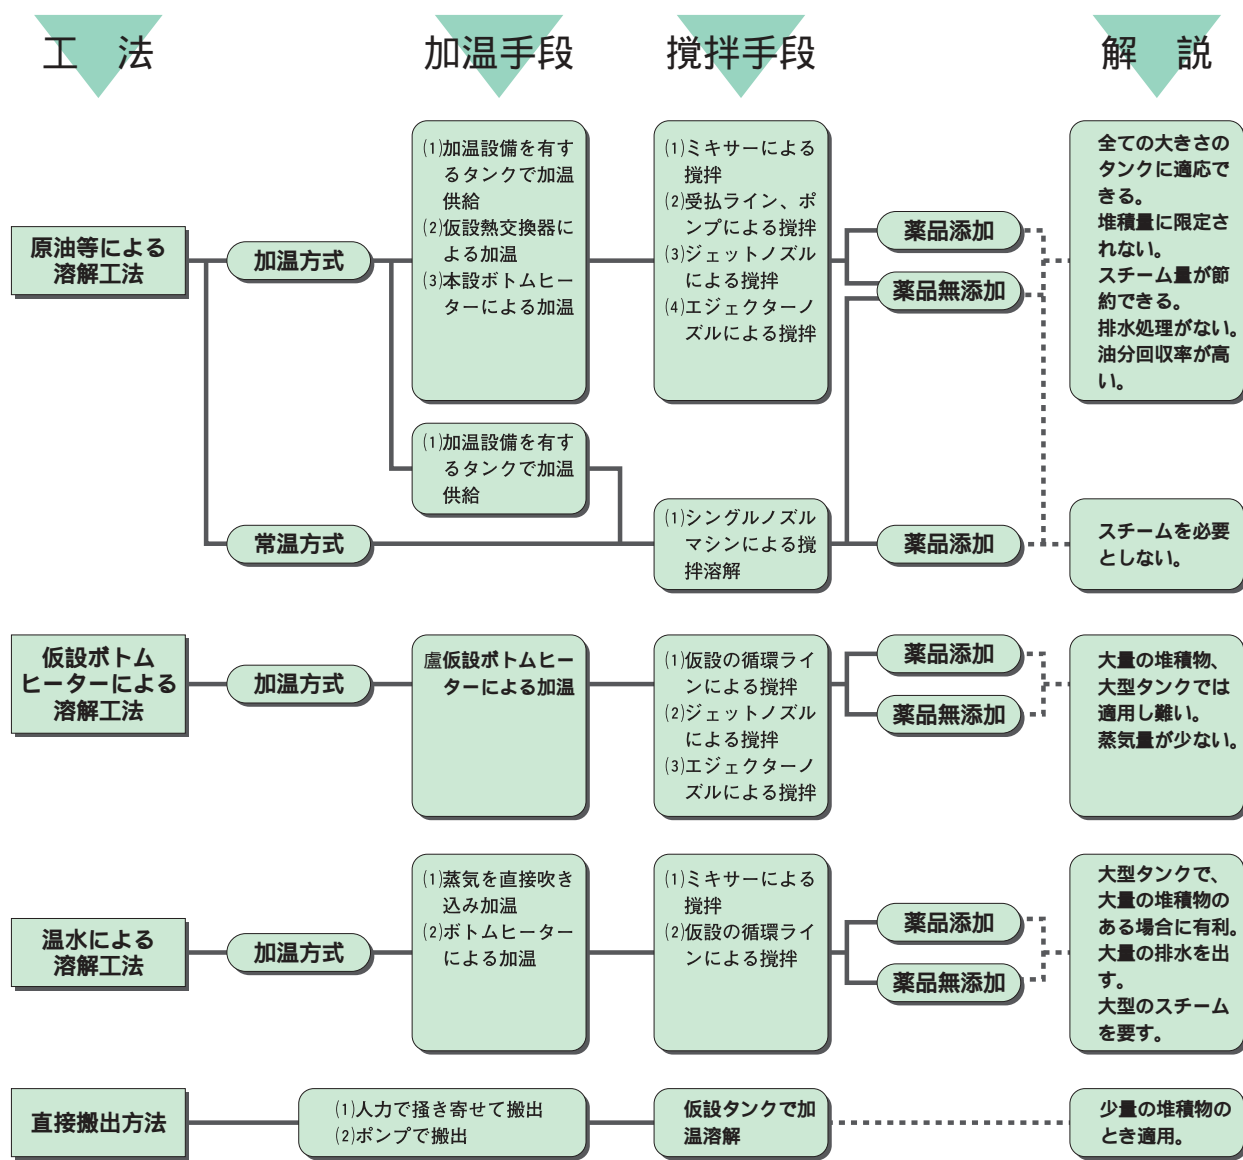 工　法
加温手段
撹拌手段
解　説
原油等による
溶解工法
加温方式
⑴加温設備を有す
るタンクで加温
供給
⑵仮設熱交換器に
よる加温
⑶本設ボトムヒー
ターによる加温
⑴ミキサーによる
撹拌
⑵受払ライン、ポ
ンプによる撹拌
⑶ジェットノズル
による撹拌
⑷エジェクターノ
ズルによる撹拌
薬品添加
薬品無添加
全ての大きさの
タンクに適応で
きる。
堆積量に限定さ
れない。
スチーム量が節
約できる。
排水処理がない。
油分回収率が高
い。
⑴加温設備を有す
るタンクで加温
供給
常温方式
⑴シングルノズル
マシンによる撹
拌溶解
薬品添加
スチームを必要
としない。
仮設ボトム
ヒーターによる
溶解工法
加温方式
盧仮設ボトムヒー
ターによる加温
⑴仮設の循環ライ
ンによる撹拌
⑵ジェットノズル
による撹拌
⑶エジェクターノ
ズルによる撹拌
薬品添加
薬品無添加
大量の堆積物、
大型タンクでは
適用し難い。
蒸気量が少ない。
温水による
溶解工法
加温方式
⑴蒸気を直接吹き
込み加温
⑵ボトムヒーター
による加温
⑴ミキサーによる
撹拌
⑵仮設の循環ライ
ンによる撹拌
薬品添加
薬品無添加
大型タンクで、
大量の堆積物の
ある場合に有利。
大量の排水を出
す。
大型のスチーム
を要す。
直接搬出方法
⑴人力で掻き寄せて搬出
⑵ポンプで搬出
仮設タンクで加
温溶解
少量の堆積物の
とき適用。